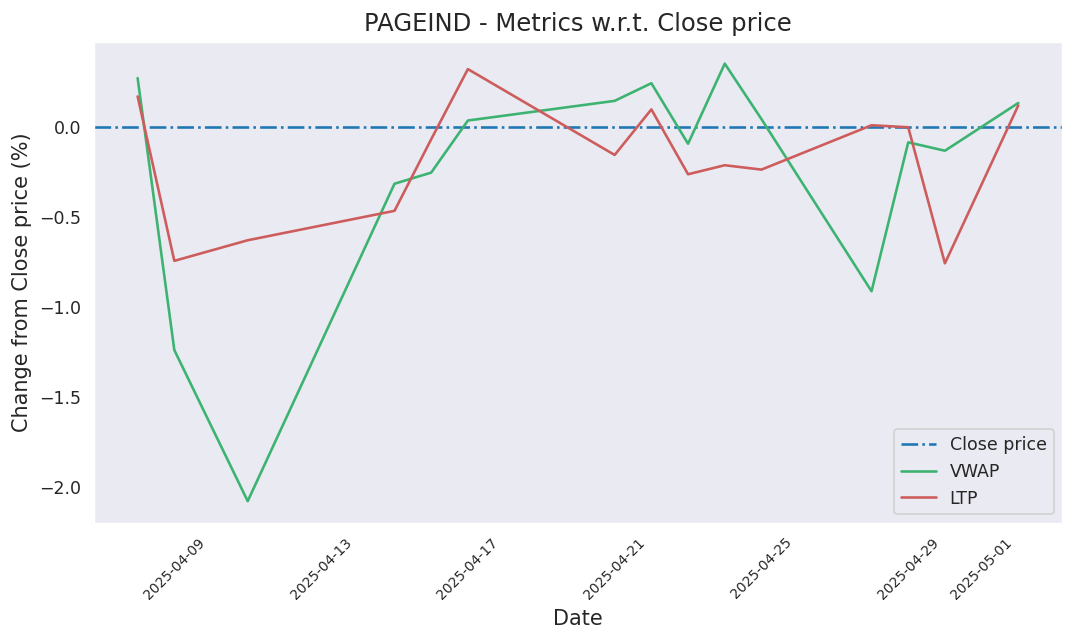 PAGEIND - Metrics w.r.t. Close price
Change from Close price (%)
0.0
−0.5
−1.0
−1.5
−2.0
Close price
VWAP
LTP
2025-04-09
2025-04-13
2025-04-17
2025-04-21
2025-04-25
2025-04-29
2025-05-01
Date